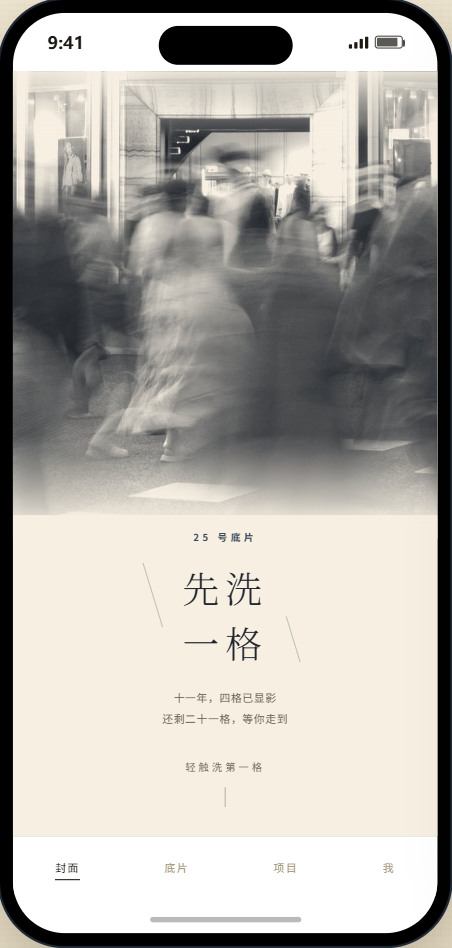 9:41
25 号底片
先洗
一格
十一年，四格已显影
还剩二十一格，等你走到
轻触洗第一格
封面
底片
项目
我